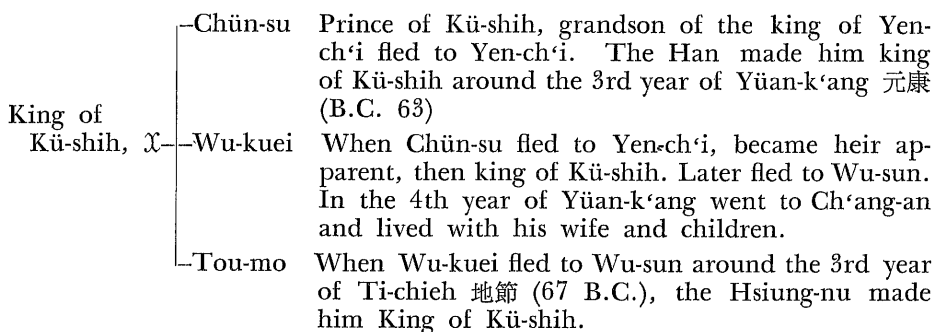 Chün-su Prince of Kü-shih, grandson of the king of Yen-
ch‘i fled to Yen-ch‘i. The Han made him king
of Kü-shih around the 3rd year of Yüan-k‘ang 元康
(B.C. 63)
King of
Kü-shih, X
Wu-kuei When Chün-su fled to Yen-ch‘i, became heir ap-
parent, then king of Kü-shih. Later fled to Wu-sun.
In the 4th year of Yüan-k‘ang went to Ch‘ang-an
and lived with his wife and children.
Tou-mo When Wu-kuei fled to Wu-sun around the 3rd year
of Ti-chieh 地節 (67 B.C.), the Hsiung-nu made
him King of Kü-shih.